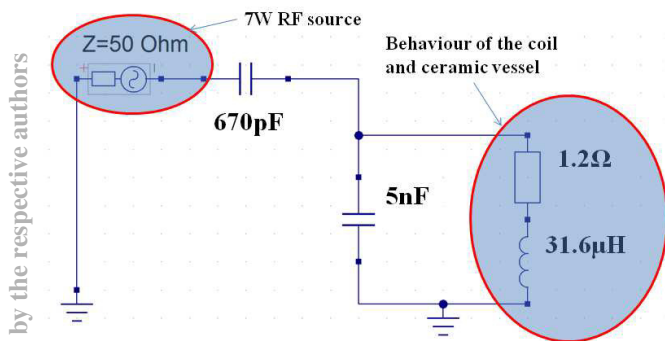 7W RF source
Z=50 Ohm
Behaviour of the coil
and ceramic vessel
670pF
1.2Ω
5nF
31.6µH
by the respective authors